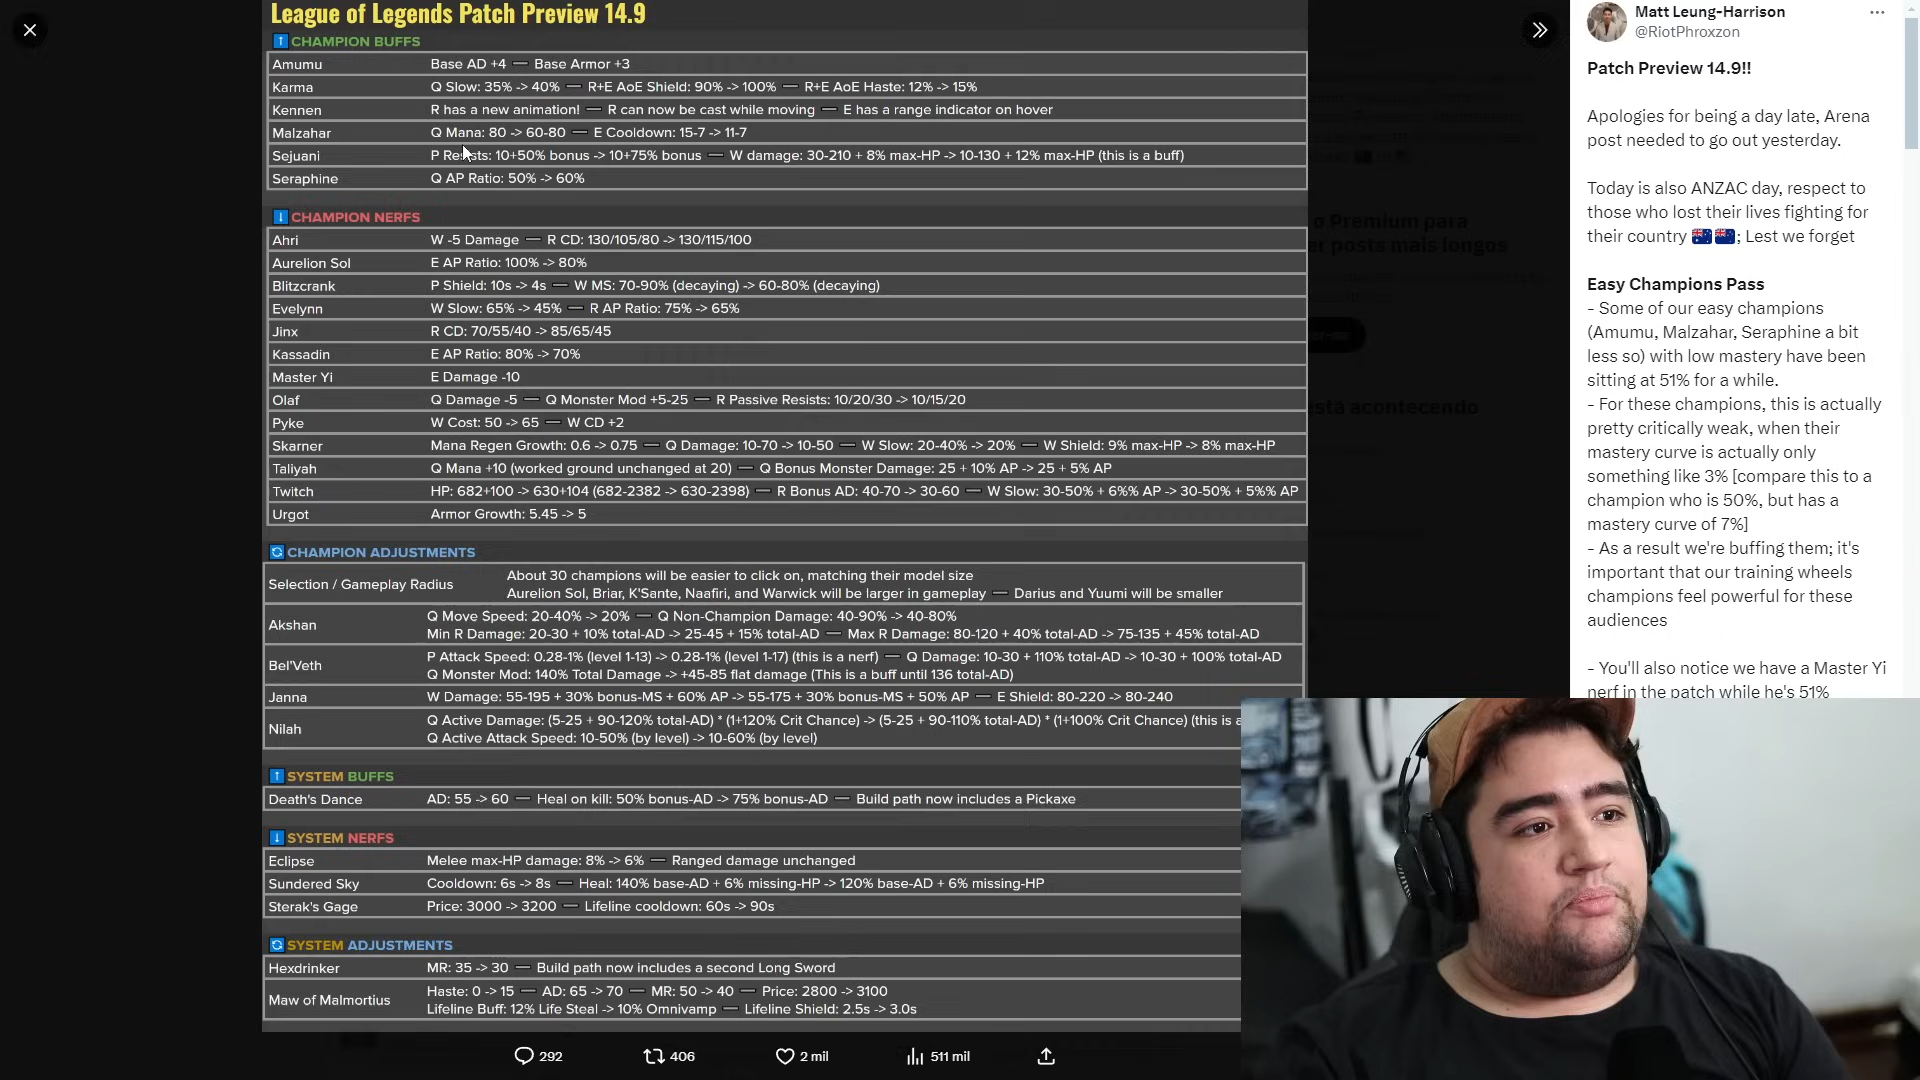 League of Legends Patch Preview 14.9
CHAMPION BUFFS
Amumu Base AD +4 — Base Armor +3
Karma Q Slow: 35% -> 40% — R+E AoE Shield: 90% -> 100% — R+E AoE Haste: 12% -> 15%
Kennen R has a new animation! — R can now be cast while moving — E has a range indicator on hover
Malzahar Q Mana: 80 -> 60-80 — E Cooldown: 15-7 -> 11-7
Sejuani P Resists: 10+50% bonus -> 10+75% bonus — W damage: 30-210 + 8% max-HP -> 10-130 + 12% max-HP (this is a buff)
Seraphine Q AP Ratio: 50% -> 60%
CHAMPION NERFS
Ahri W -5 Damage — R CD: 130/105/80 -> 130/115/100
Aurelion Sol E AP Ratio: 100% -> 80%
Blitzcrank P Shield: 10s -> 4s — W MS: 70-90% (decaying) -> 60-80% (decaying)
Evelynn W Slow: 65% -> 45% — R AP Ratio: 75% -> 65%
Jinx R CD: 70/55/40 -> 85/65/45
Kassadin E AP Ratio: 80% -> 70%
Master Yi E Damage -10
Olaf Q Damage -5 — Q Monster Mod +5-25 — R Passive Resists: 10/20/30 -> 10/15/20
Pyke W Cost: 50 -> 65 — W CD +2
Skarner Mana Regen Growth: 0.6 -> 0.75 — Q Damage: 10-70 -> 10-50 — W Slow: 20-40% -> 20% — W Shield: 9% max-HP -> 8% max-HP
Taliyah Q Mana +10 (worked ground unchanged at 20) — Q Bonus Monster Damage: 25 + 10% AP -> 25 + 5% AP
Twitch HP: 682+100 -> 630+104 (682-2382 -> 630-2398) — R Bonus AD: 40-70 -> 30-60 — W Slow: 30-50% + 6%% AP -> 30-50% + 5%% AP
Urgot Armor Growth: 5.45 -> 5
CHAMPION ADJUSTMENTS
Selection / Gameplay Radius About 30 champions will be easier to click on, matching their model size
Aurelion Sol, Briar, K'Sante, Naafiri, and Warwick will be larger in gameplay — Darius and Yuumi will be smaller
Akshan Q Move Speed: 20-40% -> 20% — Q Non-Champion Damage: 40-90% -> 40-80%
Min R Damage: 20-30 + 10% total-AD -> 25-45 + 15% total-AD — Max R Damage: 80-120 + 40% total-AD -> 75-135 + 45% total-AD
Bel'Veth P Attack Speed: 0.28-1% (level 1-13) -> 0.28-1% (level 1-17) (this is a nerf) — Q Damage: 10-30 + 110% total-AD -> 10-30 + 100% total-AD
Q Monster Mod: 140% Total Damage -> +45-85 flat damage (This is a buff until 136 total-AD)
Janna W Damage: 55-195 + 30% bonus-MS + 60% AP -> 55-175 + 30% bonus-MS + 50% AP — E Shield: 80-220 -> 80-240
Nilah Q Active Damage: (5-25 + 90-120% total-AD) * (1+120% Crit Chance) -> (5-25 + 90-110% total-AD) * (1+100% Crit Chance) (this is a
Q Active Attack Speed: 10-50% (by level) -> 10-60% (by level)
SYSTEM BUFFS
Death's Dance AD: 55 -> 60 — Heal on kill: 50% bonus-AD -> 75% bonus-AD — Build path now includes a Pickaxe
SYSTEM NERFS
Eclipse Melee max-HP damage: 8% -> 6% — Ranged damage unchanged
Sundered Sky Cooldown: 6s -> 8s — Heal: 140% base-AD + 6% missing-HP -> 120% base-AD + 6% missing-HP
Sterak's Gage Price: 3000 -> 3200 — Lifeline cooldown: 60s -> 90s
SYSTEM ADJUSTMENTS
Hexdrinker MR: 35 -> 30 — Build path now includes a second Long Sword
Maw of Malmortius Haste: 0 -> 15 — AD: 65 -> 70 — MR: 50 -> 40 — Price: 2800 -> 3100
Lifeline Buff: 12% Life Steal -> 10% Omnivamp — Lifeline Shield: 2.5s -> 3.0s
292 406 2 mil 511 mil
o Premium para
ar posts mais longos
está acontecendo
Matt Leung-Harrison
@RiotPhroxzon
Patch Preview 14.9!!
Apologies for being a day late, Arena
post needed to go out yesterday.
Today is also ANZAC day, respect to
those who lost their lives fighting for
their country 🇦🇺🇳🇿; Lest we forget
Easy Champions Pass
- Some of our easy champions
(Amumu, Malzahar, Seraphine a bit
less so) with low mastery have been
sitting at 51% for a while.
- For these champions, this is actually
pretty critically weak, when their
mastery curve is actually only
something like 3% [compare this to a
champion who is 50%, but has a
mastery curve of 7%]
- As a result we're buffing them; it's
important that our training wheels
champions feel powerful for these
audiences
- You'll also notice we have a Master Yi
nerf in the patch while he's 51%